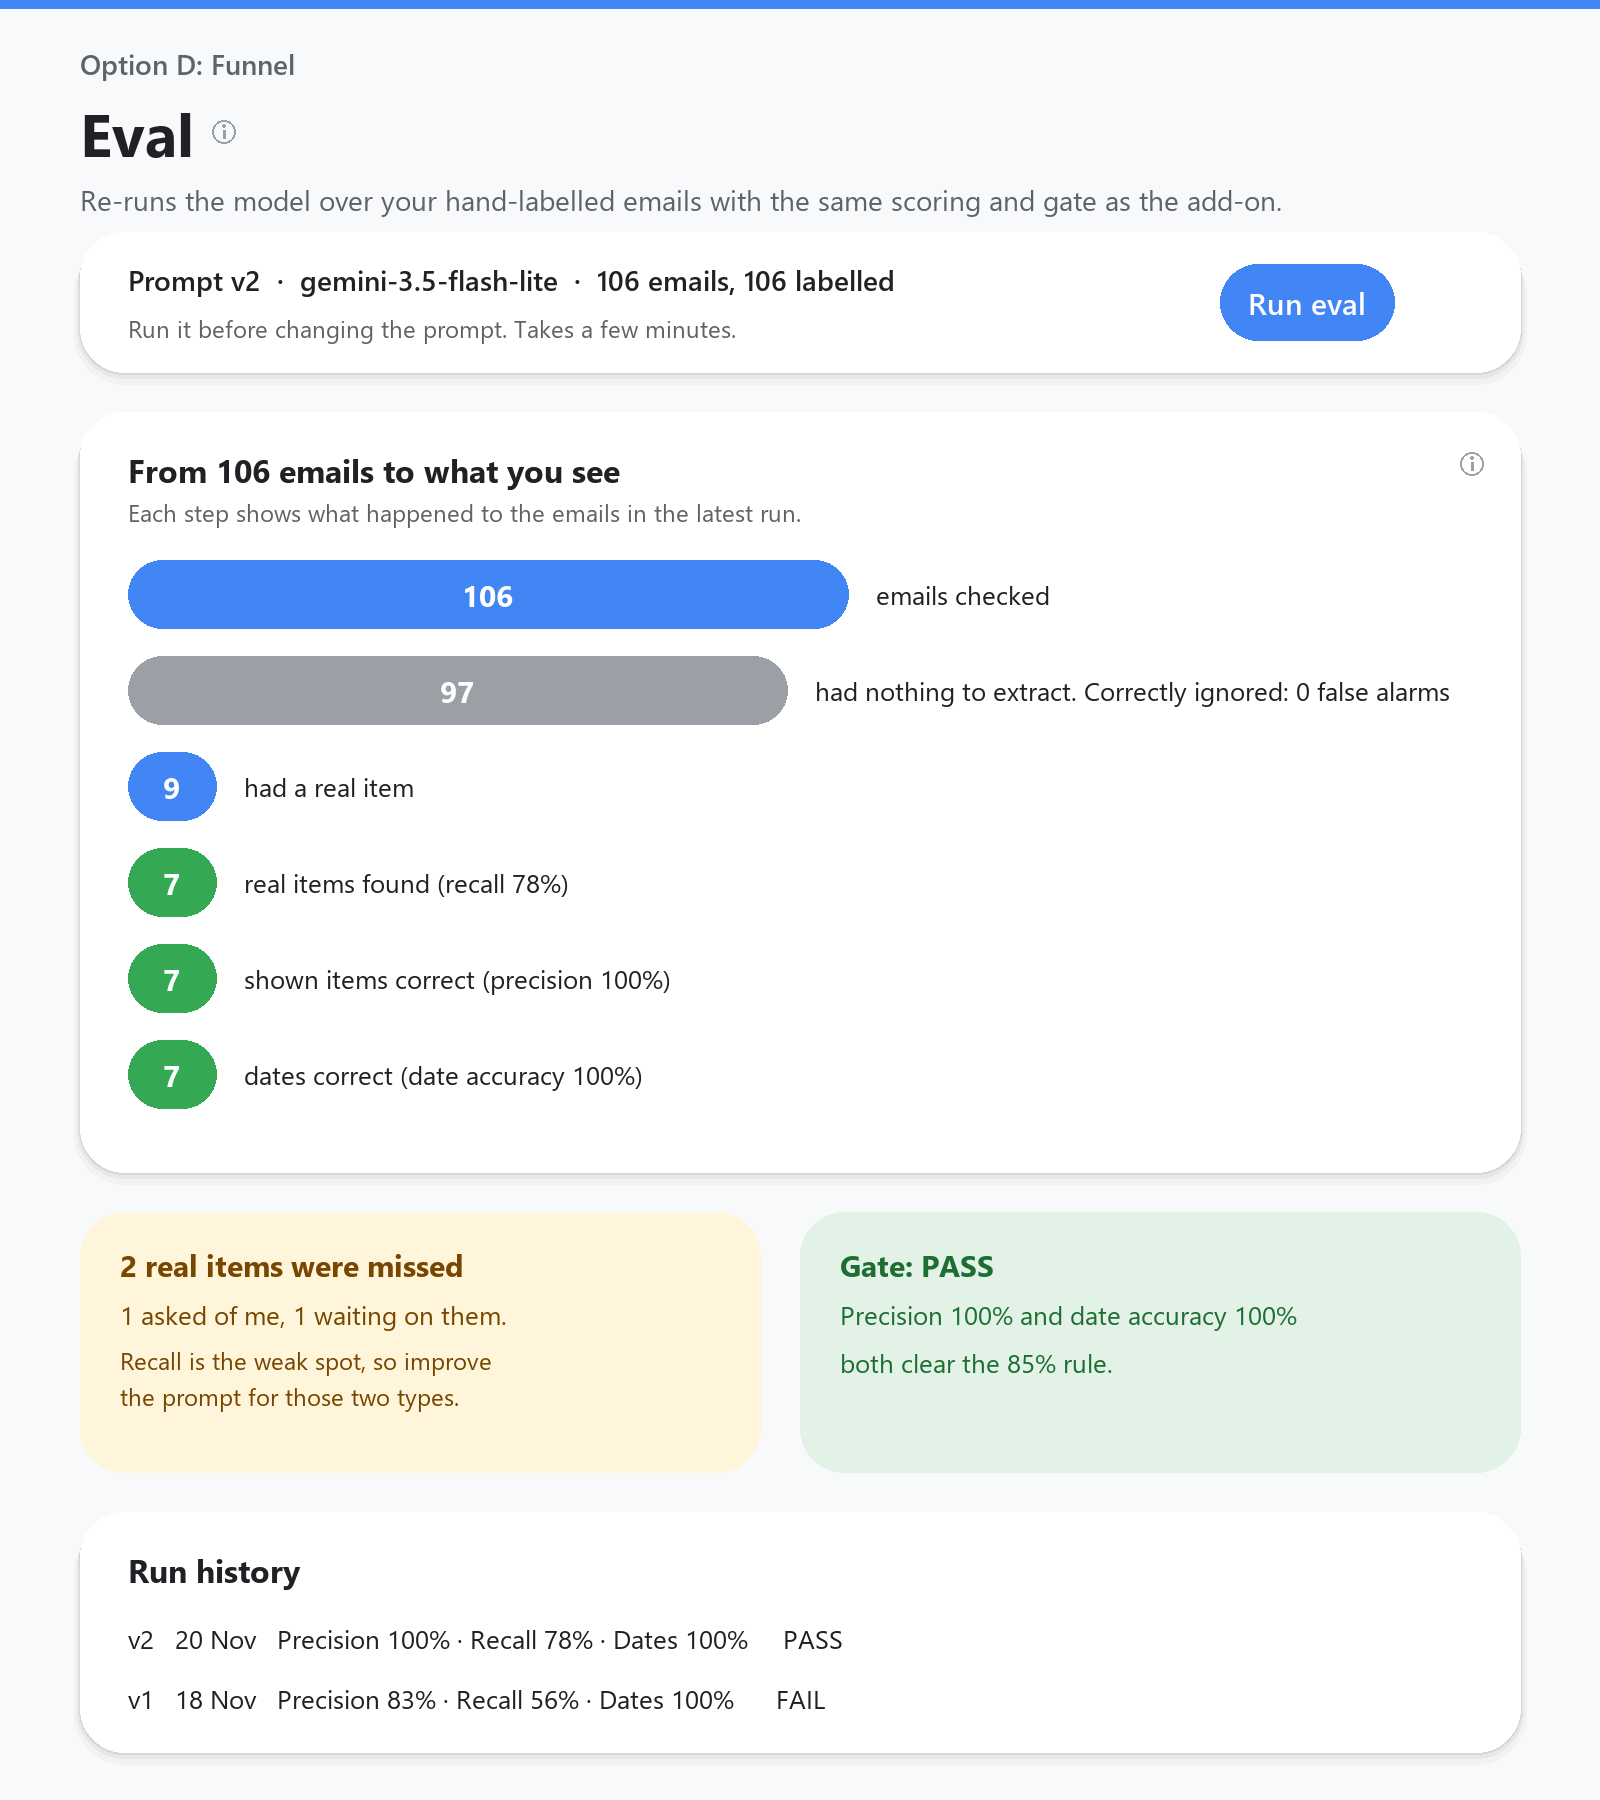 Option D: Funnel
Eval
Re-runs the model over your hand-labelled emails with the same scoring and gate as the add-on.
Prompt v2 · gemini-3.5-flash-lite · 106 emails, 106 labelled
Run it before changing the prompt. Takes a few minutes.
Run eval
From 106 emails to what you see
Each step shows what happened to the emails in the latest run.
106 emails checked
97 had nothing to extract. Correctly ignored: 0 false alarms
9 had a real item
7 real items found (recall 78%)
7 shown items correct (precision 100%)
7 dates correct (date accuracy 100%)
2 real items were missed
1 asked of me, 1 waiting on them.
Recall is the weak spot, so improve
the prompt for those two types.
Gate: PASS
Precision 100% and date accuracy 100%
both clear the 85% rule.
Run history
v2 20 Nov Precision 100% · Recall 78% · Dates 100% PASS
v1 18 Nov Precision 83% · Recall 56% · Dates 100% FAIL